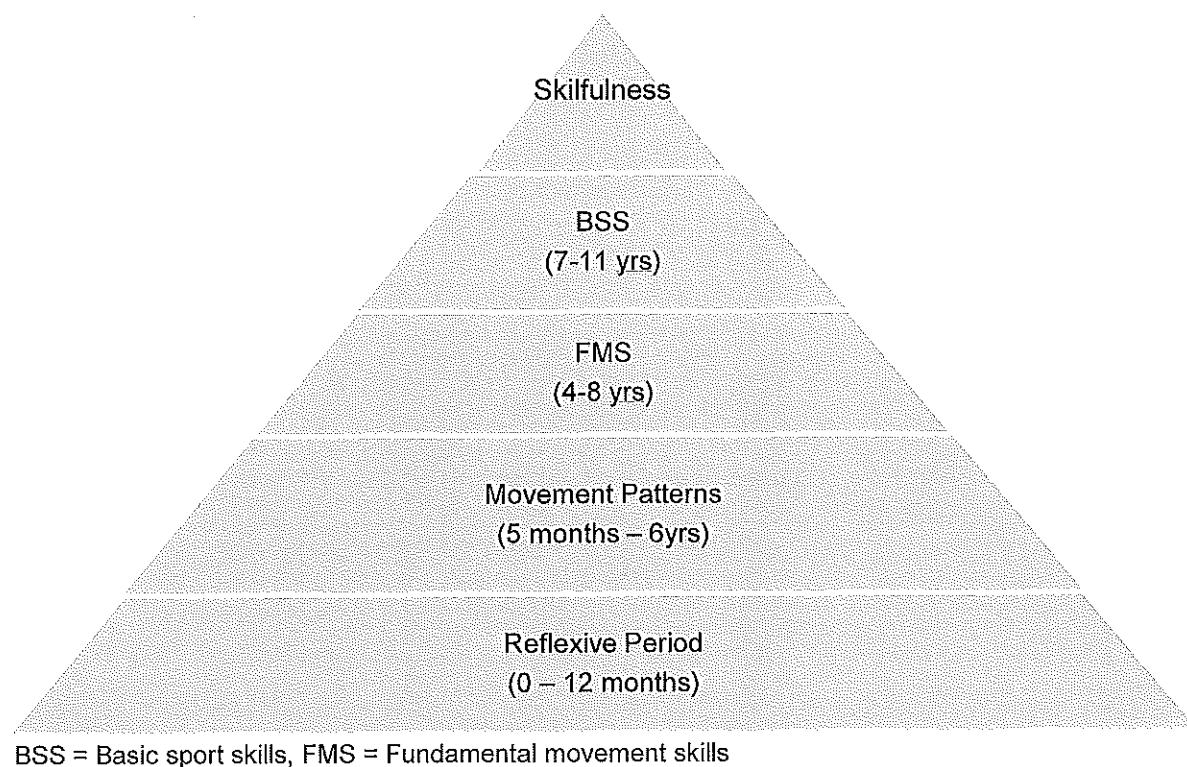 Skilfulness
BSS
(7-11 yrs)
FMS
(4-8 yrs)
Movement Patterns
(5 months – 6yrs)
Reflexive Period
(0 – 12 months)
BSS = Basic sport skills, FMS = Fundamental movement skills